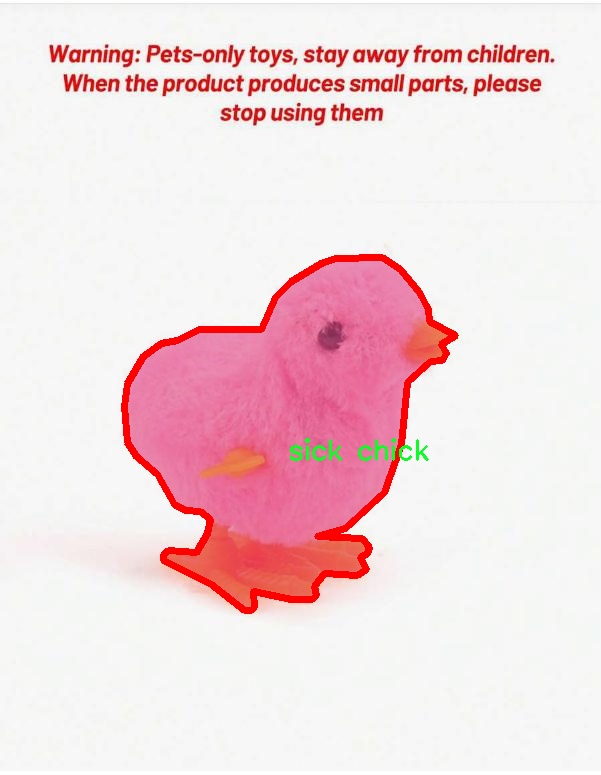 Warning: Pets-only toys, stay away from children.
When the product produces small parts, please
stop using them
sick chick